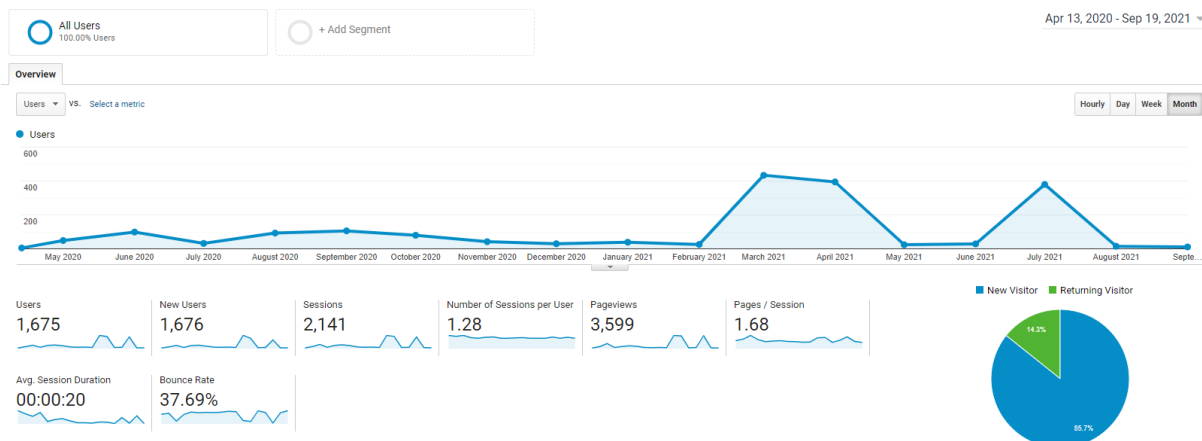 All Users
100.00% Users
+ Add Segment
Apr 13, 2020 - Sep 19, 2021
Overview
Users VS. Select a metric
Hourly Day Week Month
Users
600
400
200
May 2020 June 2020 July 2020 August 2020 September 2020 October 2020 November 2020 December 2020 January 2021 February 2021 March 2021 April 2021 May 2021 June 2021 July 2021 August 2021 Septe...
New Visitor Returning Visitor
Users New Users Sessions Number of Sessions per User Pageviews Pages / Session
1,675 1,676 2,141 1.28 3,599 1.68
14.3%
Avg. Session Duration Bounce Rate
00:00:20 37.69%
85.7%